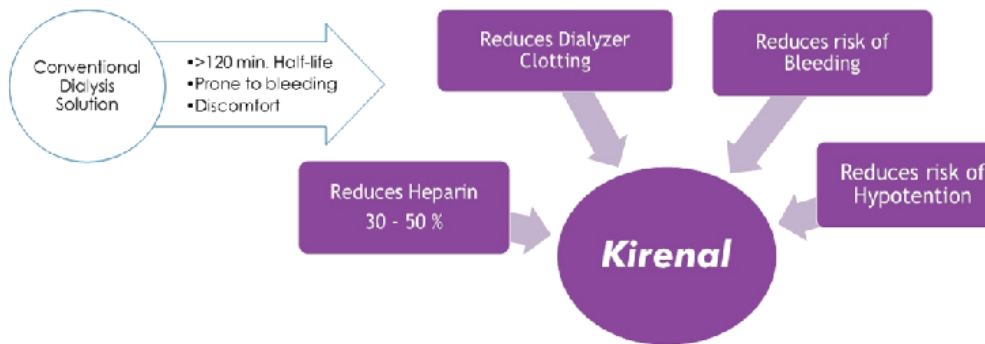 Conventional
Dialysis
Solution
▪>120 min. Half-life
▪Prone to bleeding
▪Discomfort
Reduces Dialyzer
Clotting
Reduces risk of
Bleeding
Reduces Heparin
30 - 50 %
Reduces risk of
Hypotention
Kirenal